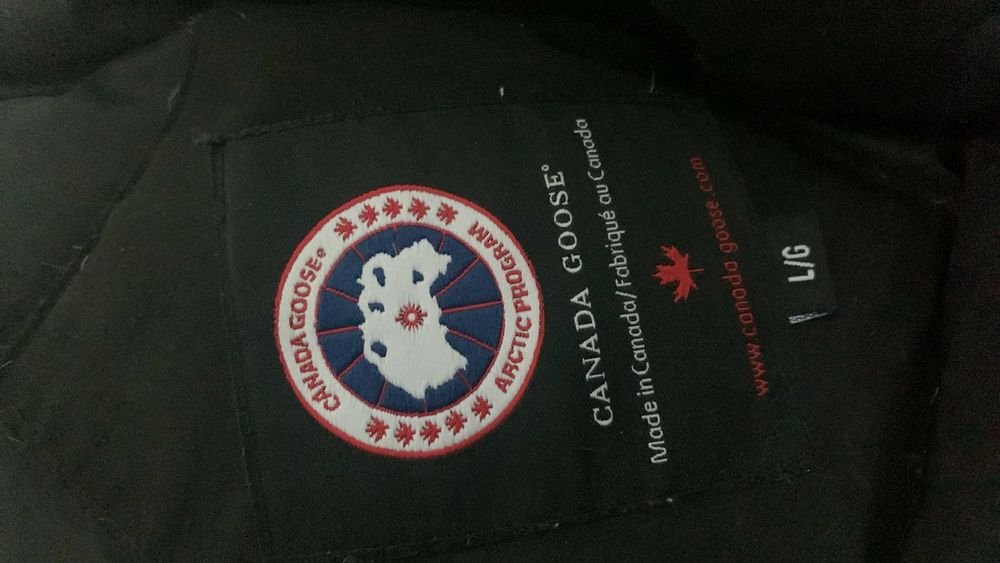 CANADA GOOSE®
ARCTIC PROGRAM
CANADA GOOSE®
Made in Canada/Fabriqué au Canada
www.canada goose.com
L/G